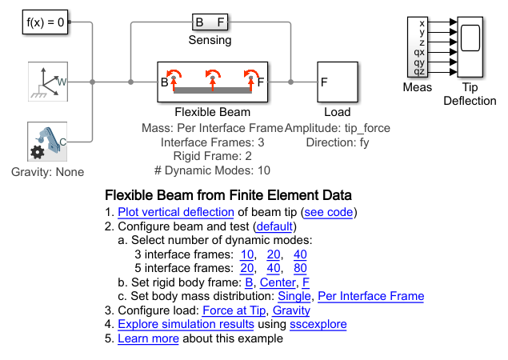 f(x) = 0
B F
Sensing
W
B F
Flexible Beam
Mass: Per Interface Frame
Interface Frames: 3
Rigid Frame: 2
# Dynamic Modes: 10
F
Load
Amplitude: tip_force
Direction: fy
C
Gravity: None
x
y
z
qx
qy
qz
Meas
Tip
Deflection
Flexible Beam from Finite Element Data
1. Plot vertical deflection of beam tip (see code)
2. Configure beam and test (default)
a. Select number of dynamic modes:
3 interface frames: 10, 20, 40
5 interface frames: 20, 40, 80
b. Set rigid body frame: B, Center, F
c. Set body mass distribution: Single, Per Interface Frame
3. Configure load: Force at Tip, Gravity
4. Explore simulation results using sscexplore
5. Learn more about this example